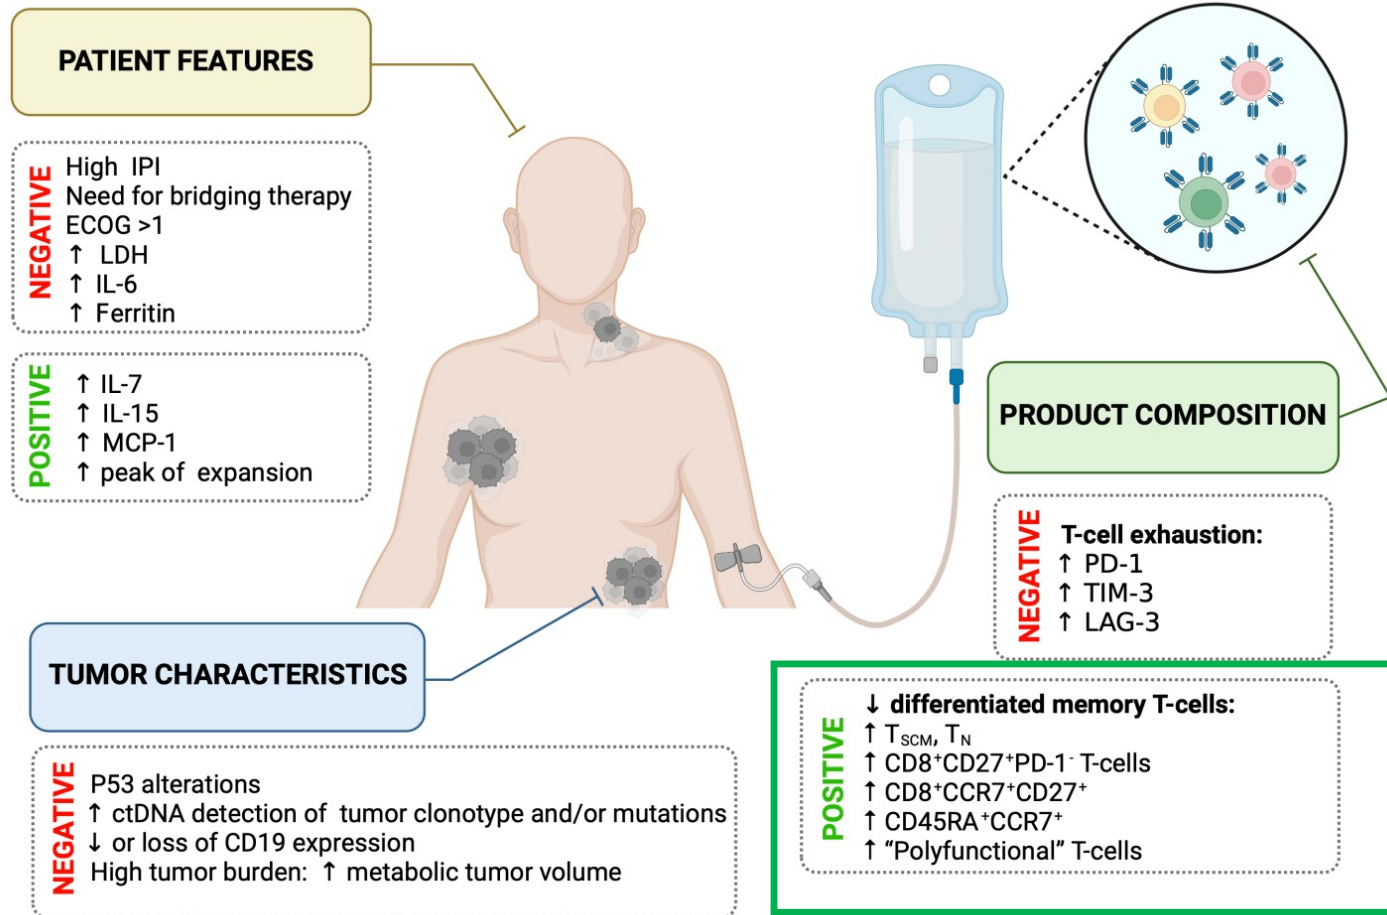 PATIENT FEATURES
NEGATIVE
High IPI
Need for bridging therapy
ECOG >1
↑ LDH
↑ IL-6
↑ Ferritin
POSITIVE
↑ IL-7
↑ IL-15
↑ MCP-1
↑ peak of expansion
PRODUCT COMPOSITION
NEGATIVE
T-cell exhaustion:
↑ PD-1
↑ TIM-3
↑ LAG-3
TUMOR CHARACTERISTICS
NEGATIVE
P53 alterations
↑ ctDNA detection of tumor clonotype and/or mutations
↓ or loss of CD19 expression
High tumor burden: ↑ metabolic tumor volume
POSITIVE
↓ differentiated memory T-cells:
↑ TSCM, TN
↑ CD8⁺CD27⁺PD-1⁻ T-cells
↑ CD8⁺CCR7⁺CD27⁺
↑ CD45RA⁺CCR7⁺
↑ “Polyfunctional” T-cells